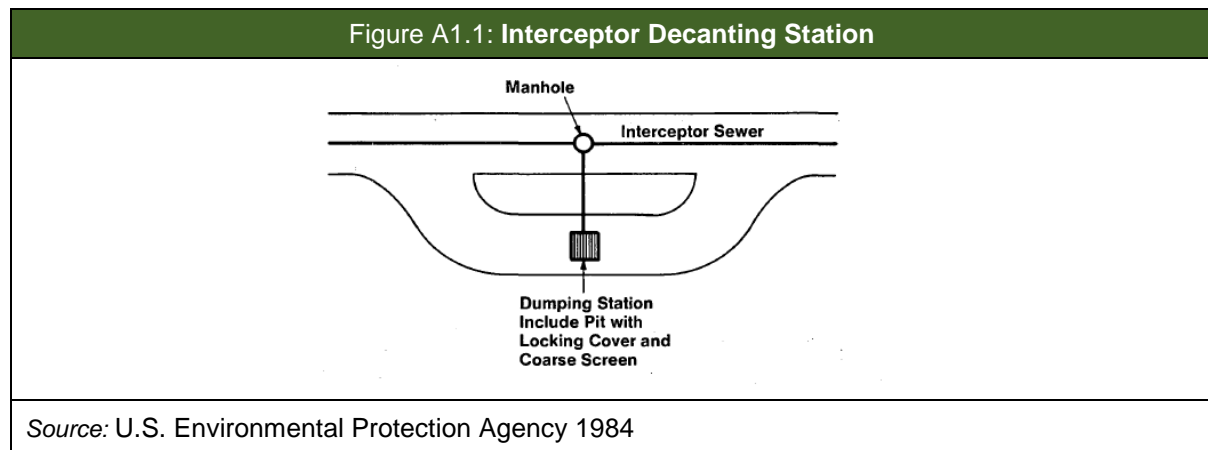 Figure A1.1: Interceptor Decanting Station
Manhole
Interceptor Sewer
Dumping Station
Include Pit with
Locking Cover and
Coarse Screen
Source: U.S. Environmental Protection Agency 1984